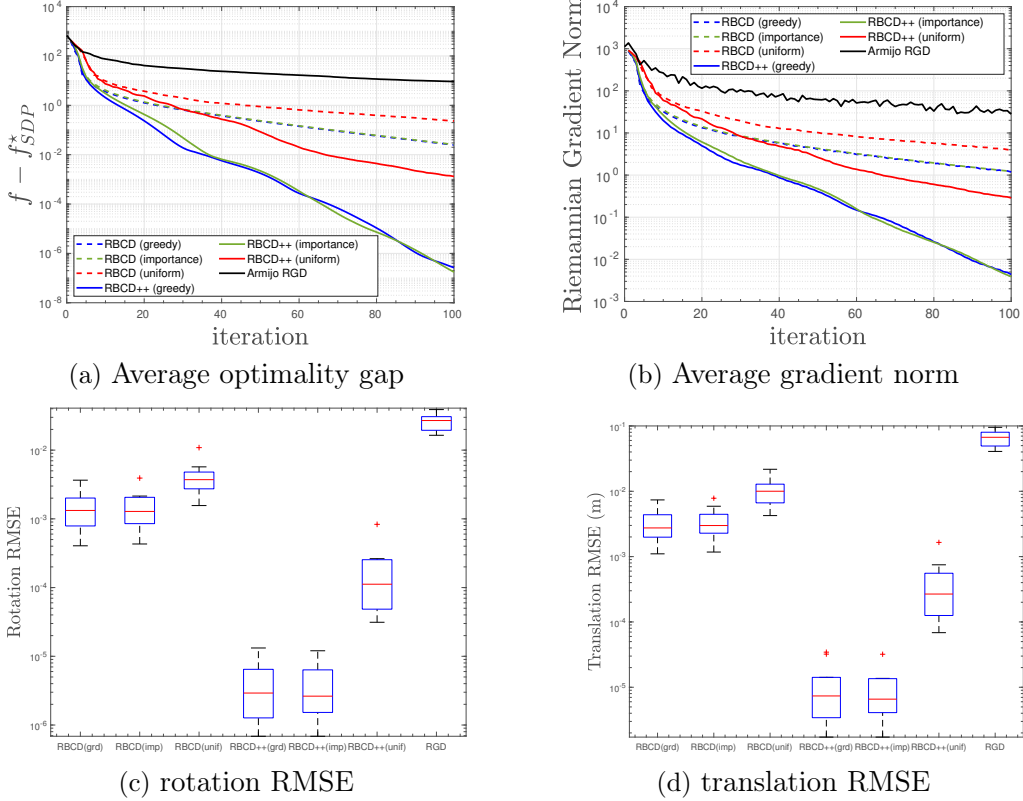 10^4
10^2
10^0
10^-2
10^-4
10^-6
10^-8
f − f*_SDP
RBCD (greedy)
RBCD (importance)
RBCD (uniform)
RBCD++ (greedy)
RBCD++ (importance)
RBCD++ (uniform)
Armijo RGD
0 20 40 60 80 100
iteration
(a) Average optimality gap
10^4
10^3
10^2
10^1
10^0
10^-1
10^-2
10^-3
Riemannian Gradient Norm
RBCD (greedy)
RBCD (importance)
RBCD (uniform)
RBCD++ (greedy)
RBCD++ (importance)
RBCD++ (uniform)
Armijo RGD
0 20 40 60 80 100
iteration
(b) Average gradient norm
10^-2
10^-3
10^-4
10^-5
10^-6
Rotation RMSE
RBCD(grd) RBCD(imp) RBCD(unif) RBCD++(grd) RBCD++(imp) RBCD++(unif) RGD
(c) rotation RMSE
10^-1
10^-2
10^-3
10^-4
10^-5
Translation RMSE (m)
RBCD(grd) RBCD(imp) RBCD(unif) RBCD++(grd) RBCD++(imp) RBCD++(unif) RGD
(d) translation RMSE